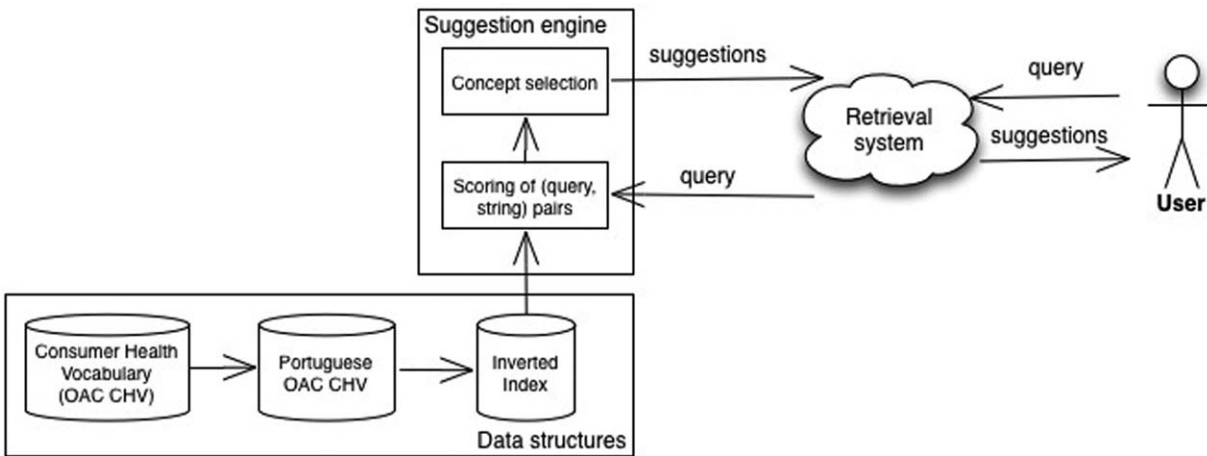 Suggestion engine
Concept selection
suggestions
Retrieval
system
query
suggestions
User
Scoring of (query,
string) pairs
query
Consumer Health
Vocabulary
(OAC CHV)
Portuguese
OAC CHV
Inverted
Index
Data structures